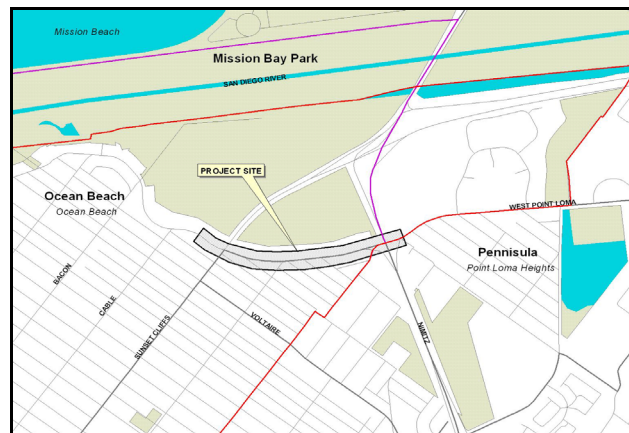 Mission Beach
Mission Bay Park
SAN DIEGO RIVER
PROJECT SITE
Ocean Beach
Ocean Beach
WEST POINT LOMA
Pennisula
Point Loma Heights
BACON
CABLE
SUNSET CLIFFS
VOLTAIRE
NIMITZ